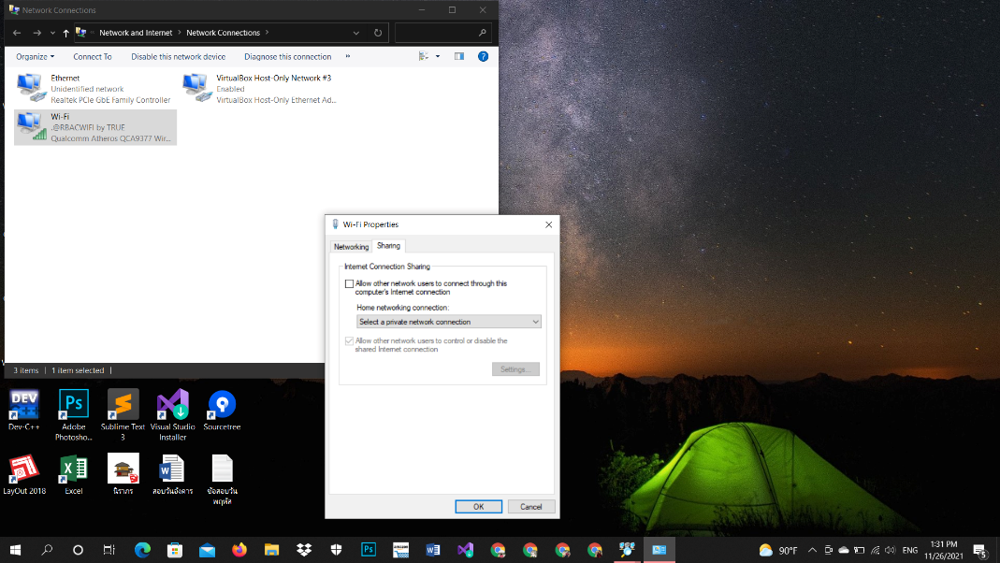 Network Connections
Network and Internet > Network Connections >
Organize Connect To Disable this network device Diagnose this connection »
Ethernet
Unidentified network
Realtek PCIe GbE Family Controller
VirtualBox Host-Only Network #3
Enabled
VirtualBox Host-Only Ethernet Ad...
Wi-Fi
.@RBACWIFI by TRUE
Qualcomm Atheros QCA9377 Wir...
3 items 1 item selected
Wi-Fi Properties
Networking Sharing
Internet Connection Sharing
Allow other network users to connect through this
computer's Internet connection
Home networking connection:
Select a private network connection
Allow other network users to control or disable the
shared Internet connection
Settings...
OK Cancel
DEV
C++
Dev-C++
Ps
Adobe
Photosho...
Sublime Text
3
Visual Studio
Installer
Sourcetree
LayOut 2018
Excel
นิราภร
สอบวันอังคาร
ข้อสอบวัน
พฤหัส
90°F ENG 1:31 PM
11/26/2021
5